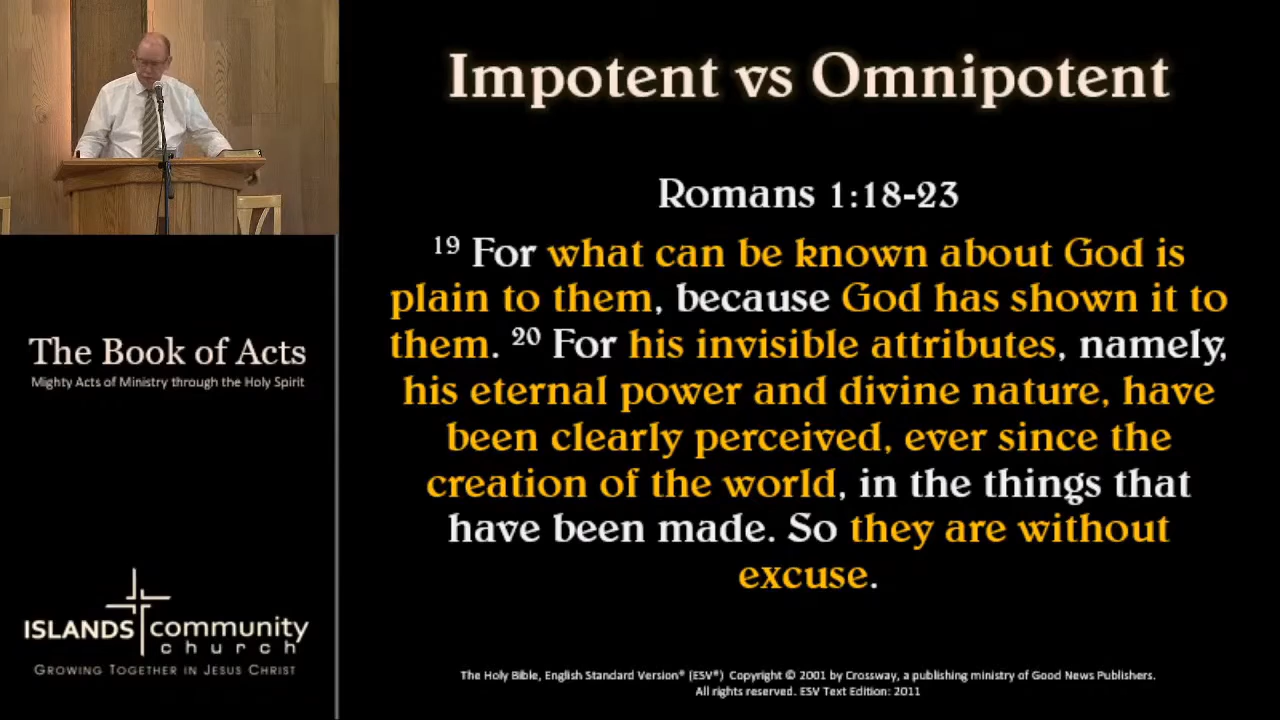 Impotent vs Omnipotent
Romans 1:18-23
19 For what can be known about God is
plain to them, because God has shown it to
them. 20 For his invisible attributes, namely,
his eternal power and divine nature, have
been clearly perceived, ever since the
creation of the world, in the things that
have been made. So they are without
excuse.
The Book of Acts
Mighty Acts of Ministry through the Holy Spirit
ISLANDS community
church
GROWING TOGETHER IN JESUS CHRIST
The Holy Bible, English Standard Version® (ESV®) Copyright © 2001 by Crossway, a publishing ministry of Good News Publishers.
All rights reserved. ESV Text Edition: 2011